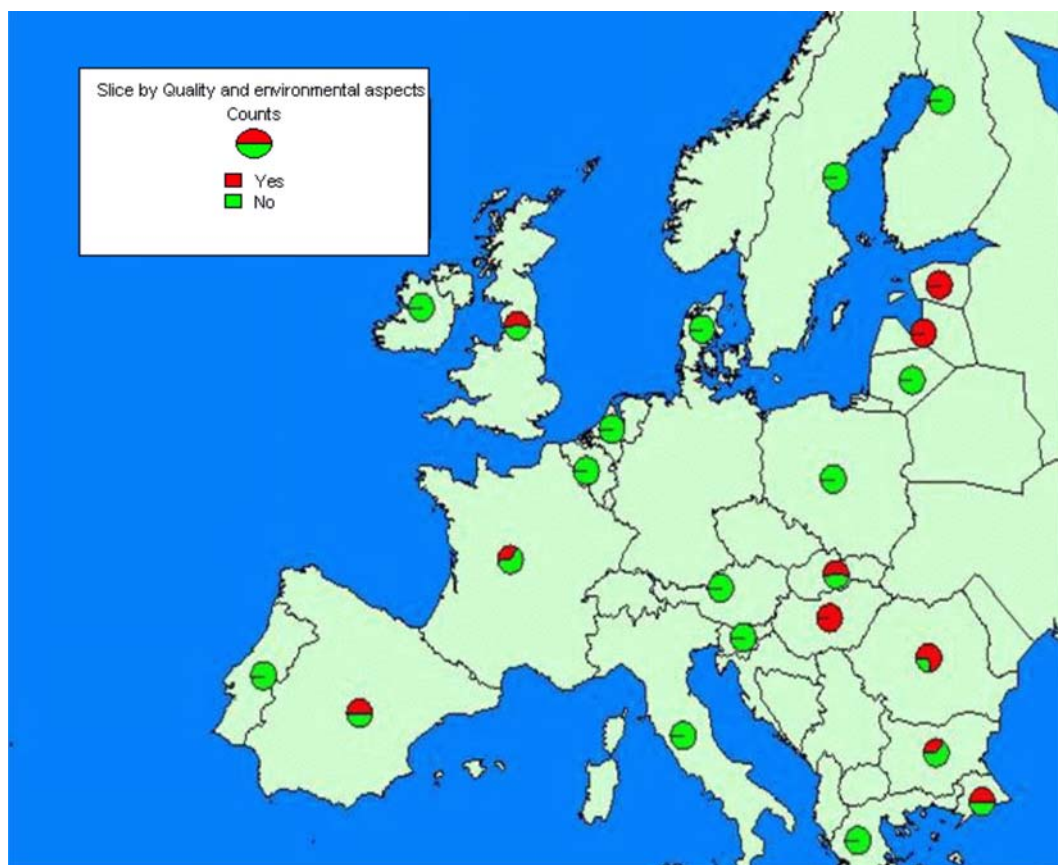 Slice by Quality and environmental aspects
Counts
Yes
No